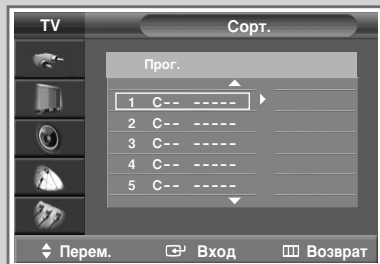 TV Сорт.
Прог.
1 C-- -----
2 C-- -----
3 C-- -----
4 C-- -----
5 C-- -----
Перем. Вход Возврат